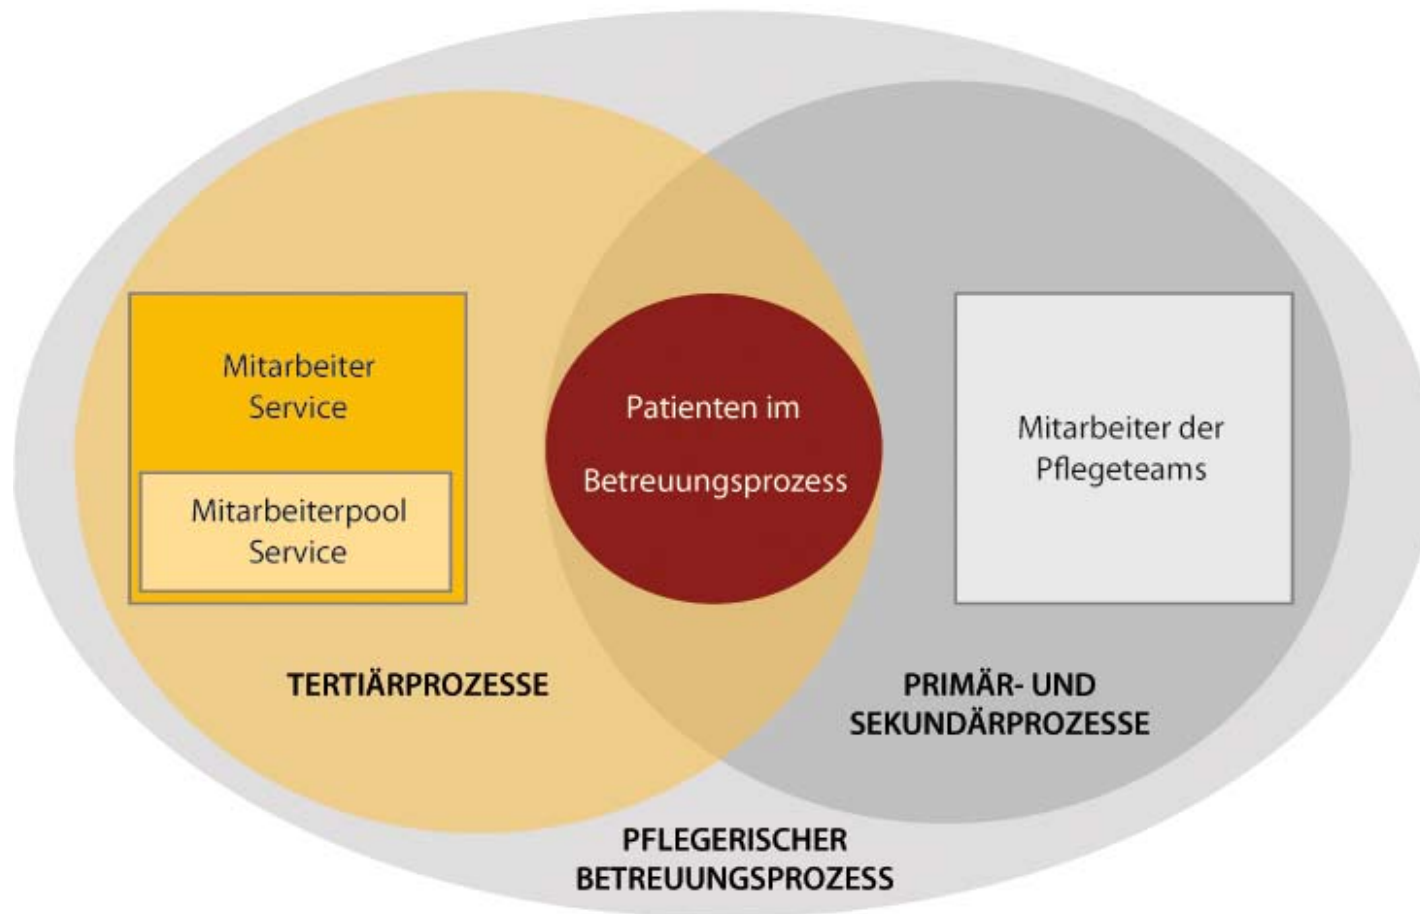 Mitarbeiter
Service
Mitarbeiterpool
Service
Patienten im
Betreuungsprozess
Mitarbeiter der
Pflegeteams
TERTIÄRPROZESSE
PRIMÄR- UND
SEKUNDÄRPROZESSE
PFLEGERISCHER
BETREUUNGSPROZESS